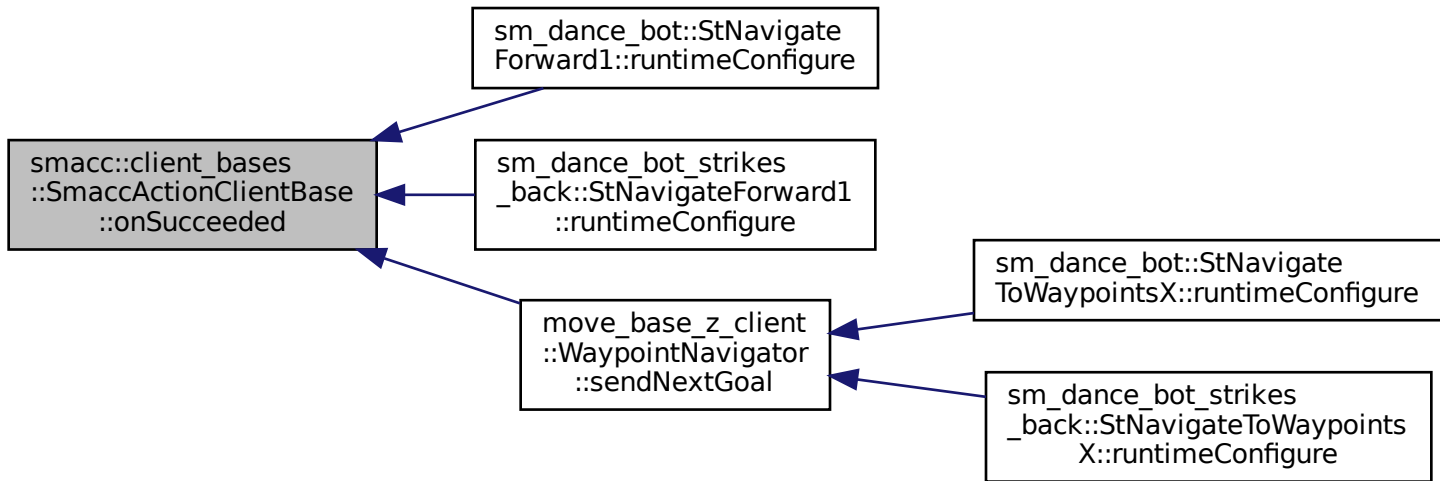 sm_dance_bot::StNavigate
Forward1::runtimeConfigure
smacc::client_bases
::SmaccActionClientBase
::onSucceeded
sm_dance_bot_strikes
_back::StNavigateForward1
::runtimeConfigure
move_base_z_client
::WaypointNavigator
::sendNextGoal
sm_dance_bot::StNavigate
ToWaypointsX::runtimeConfigure
sm_dance_bot_strikes
_back::StNavigateToWaypoints
X::runtimeConfigure